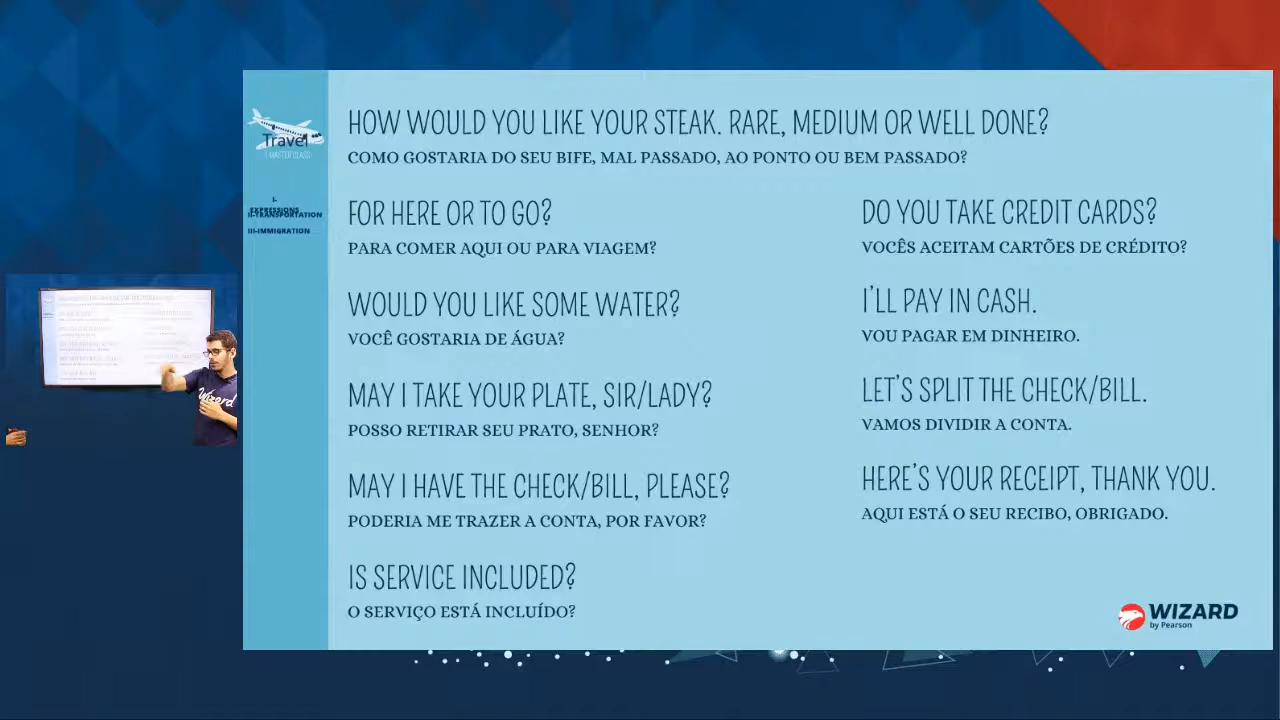 Travel
MASTERCLASS
I-
EXPRESSIONS
II-TRANSPORTATION
III-IMMIGRATION
HOW WOULD YOU LIKE YOUR STEAK. RARE, MEDIUM OR WELL DONE?
COMO GOSTARIA DO SEU BIFE, MAL PASSADO, AO PONTO OU BEM PASSADO?
FOR HERE OR TO GO?
PARA COMER AQUI OU PARA VIAGEM?
WOULD YOU LIKE SOME WATER?
VOCÊ GOSTARIA DE ÁGUA?
MAY I TAKE YOUR PLATE, SIR/LADY?
POSSO RETIRAR SEU PRATO, SENHOR?
MAY I HAVE THE CHECK/BILL, PLEASE?
PODERIA ME TRAZER A CONTA, POR FAVOR?
IS SERVICE INCLUDED?
O SERVIÇO ESTÁ INCLUÍDO?
DO YOU TAKE CREDIT CARDS?
VOCÊS ACEITAM CARTÕES DE CRÉDITO?
I'LL PAY IN CASH.
VOU PAGAR EM DINHEIRO.
LET'S SPLIT THE CHECK/BILL.
VAMOS DIVIDIR A CONTA.
HERE'S YOUR RECEIPT, THANK YOU.
AQUI ESTÁ O SEU RECIBO, OBRIGADO.
WIZARD
by Pearson
Wizard